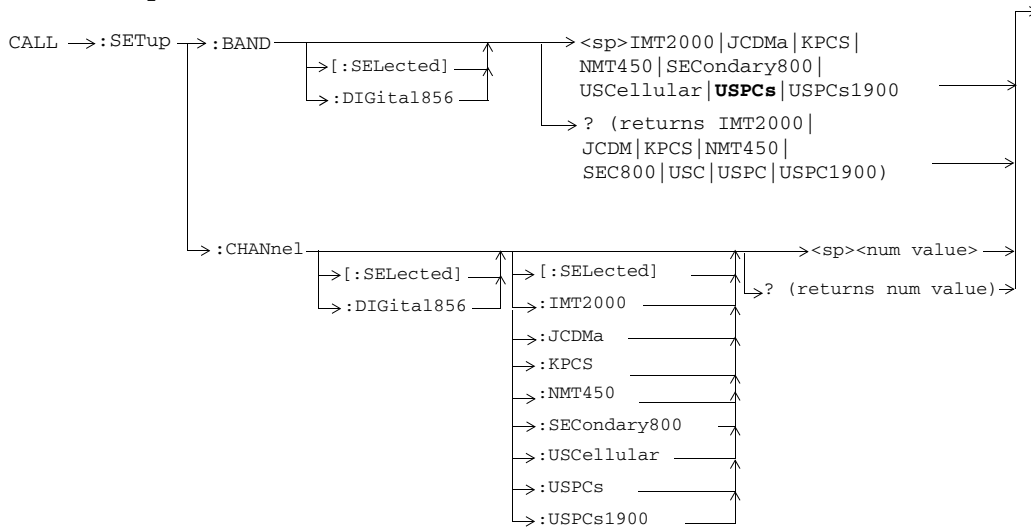 CALL :SETup :BAND <sp>IMT2000|JCDMa|KPCS|
[:SELected] NMT450|SECondary800|
:DIGital856 USCellular|USPCs|USPCs1900
? (returns IMT2000|
JCDM|KPCS|NMT450|
SEC800|USC|USPC|USPC1900)
:CHANnel <sp><num value>
[:SELected] [:SELected]
? (returns num value)
:DIGital856 :IMT2000
:JCDMa
:KPCS
:NMT450
:SECondary800
:USCellular
:USPCs
:USPCs1900